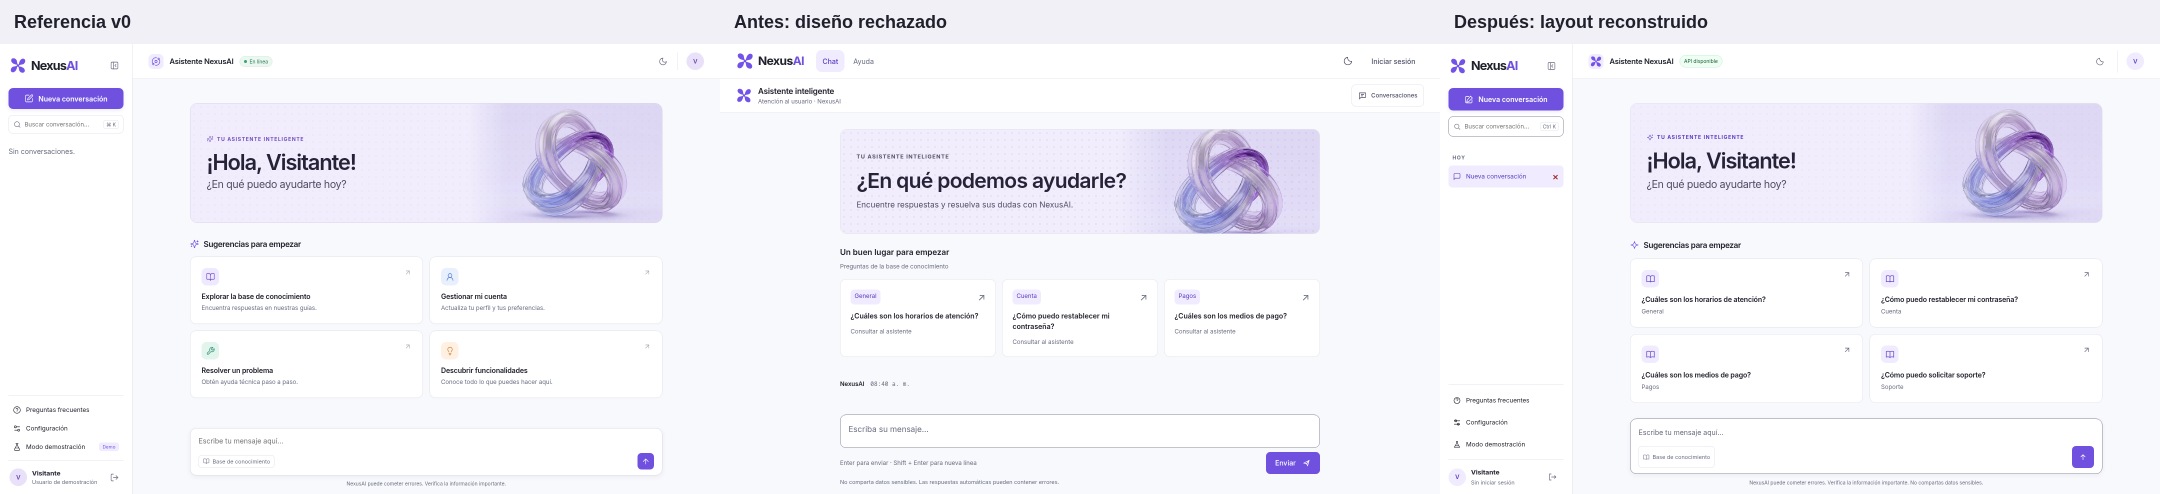 Referencia v0
NexusAI
Nueva conversación
Buscar conversación...
⌘ K
Sin conversaciones.
Preguntas frecuentes
Configuración
Modo demostración
Demo
V
Visitante
Usuario de demostración
Asistente NexusAI
En línea
V
TU ASISTENTE INTELIGENTE
¡Hola, Visitante!
¿En qué puedo ayudarte hoy?
Sugerencias para empezar
Explorar la base de conocimiento
Encuentra respuestas en nuestras guías.
Gestionar mi cuenta
Actualiza tu perfil y tus preferencias.
Resolver un problema
Obtén ayuda técnica paso a paso.
Descubrir funcionalidades
Conoce todo lo que puedes hacer aquí.
Escribe tu mensaje aquí...
Base de conocimiento
NexusAI puede cometer errores. Verifica la información importante.
Antes: diseño rechazado
NexusAI
Chat
Ayuda
Iniciar sesión
Asistente inteligente
Atención al usuario · NexusAI
Conversaciones
TU ASISTENTE INTELIGENTE
¿En qué podemos ayudarle?
Encuentre respuestas y resuelva sus dudas con NexusAI.
Un buen lugar para empezar
Preguntas de la base de conocimiento
General
¿Cuáles son los horarios de atención?
Consultar al asistente
Cuenta
¿Cómo puedo restablecer mi
contraseña?
Consultar al asistente
Pagos
¿Cuáles son los medios de pago?
Consultar al asistente
NexusAI 08:40 a. m.
Escriba su mensaje...
Enter para enviar · Shift + Enter para nueva línea
Enviar
No comparta datos sensibles. Las respuestas automáticas pueden contener errores.
Después: layout reconstruido
NexusAI
Nueva conversación
Buscar conversación...
Ctrl K
HOY
Nueva conversación
Preguntas frecuentes
Configuración
Modo demostración
V
Visitante
Sin iniciar sesión
Asistente NexusAI
API disponible
V
TU ASISTENTE INTELIGENTE
¡Hola, Visitante!
¿En qué puedo ayudarte hoy?
Sugerencias para empezar
¿Cuáles son los horarios de atención?
General
¿Cómo puedo restablecer mi contraseña?
Cuenta
¿Cuáles son los medios de pago?
Pagos
¿Cómo puedo solicitar soporte?
Soporte
Escribe tu mensaje aquí...
Base de conocimiento
NexusAI puede cometer errores. Verifica la información importante. No compartas datos sensibles.